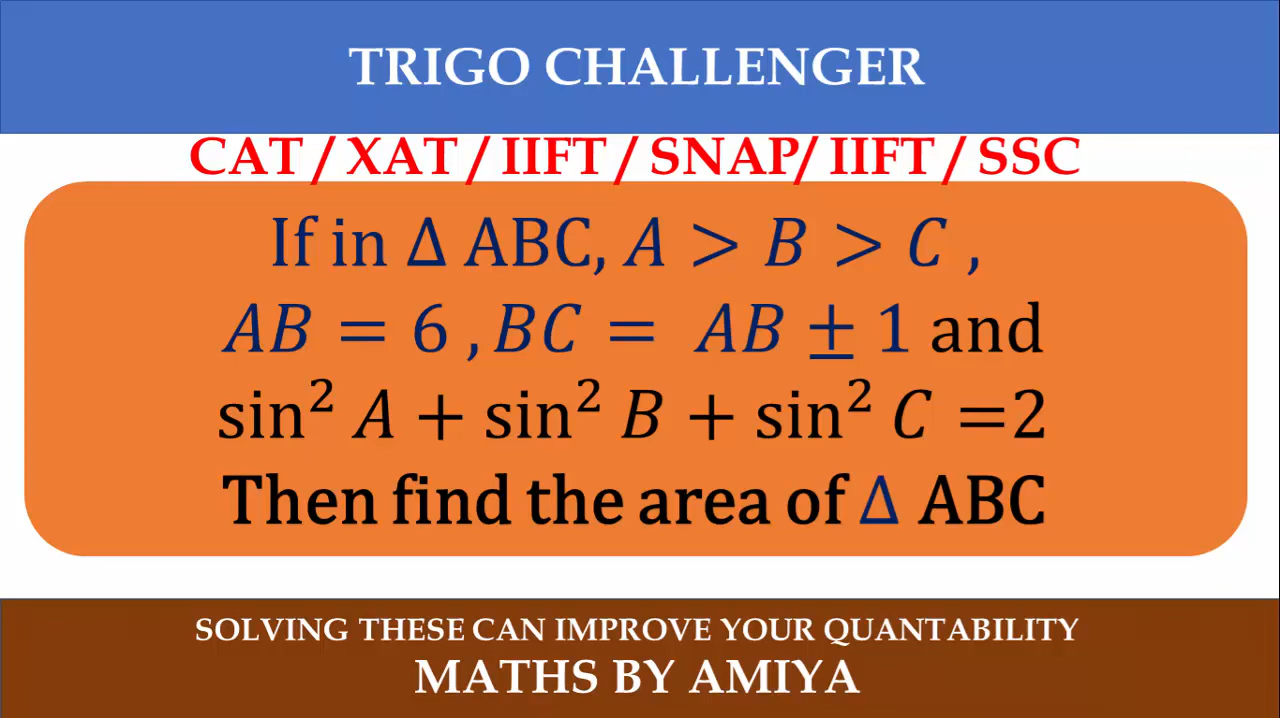 TRIGO CHALLENGER
CAT / XAT / IIFT / SNAP/ IIFT / SSC
If in Δ ABC, A > B > C ,
AB = 6 , BC = AB ± 1 and
sin² A + sin² B + sin² C =2
Then find the area of Δ ABC
SOLVING THESE CAN IMPROVE YOUR QUANTABILITY
MATHS BY AMIYA